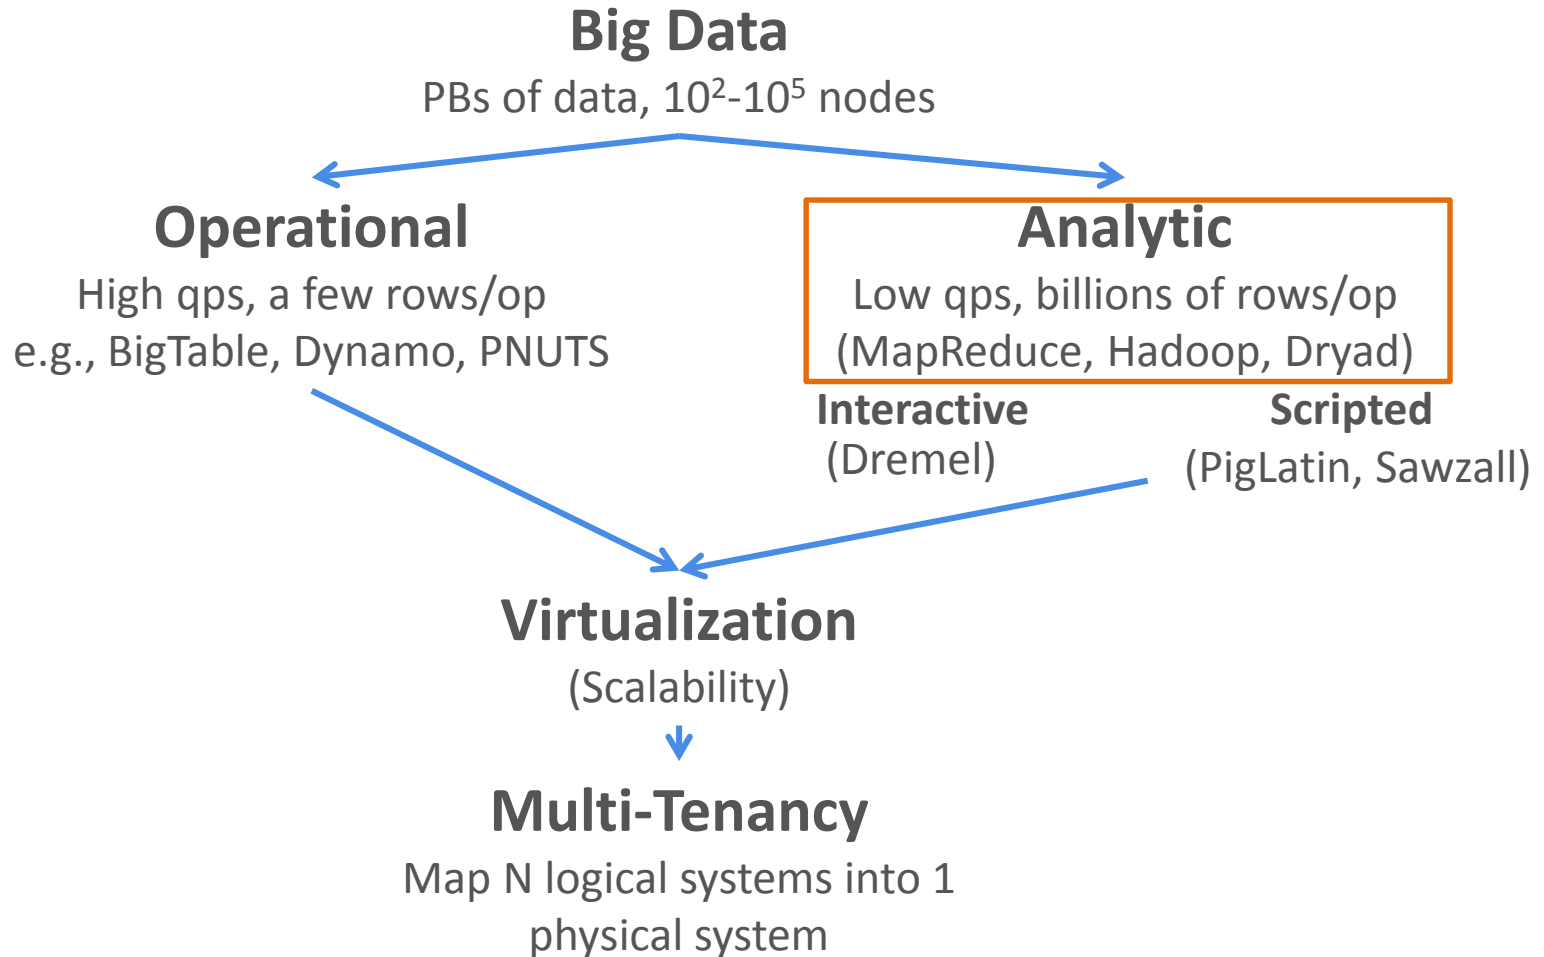 Big Data
PBs of data, 10²-10⁵ nodes
Operational
High qps, a few rows/op
e.g., BigTable, Dynamo, PNUTS
Analytic
Low qps, billions of rows/op
(MapReduce, Hadoop, Dryad)
Interactive
(Dremel)
Scripted
(PigLatin, Sawzall)
Virtualization
(Scalability)
Multi-Tenancy
Map N logical systems into 1
physical system